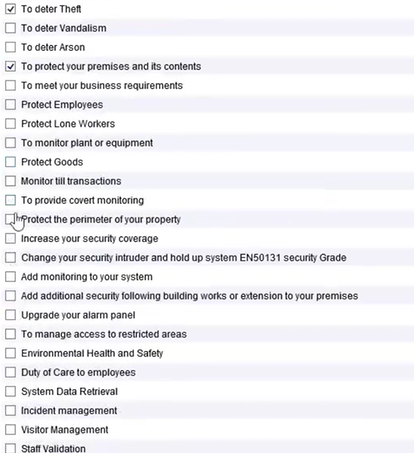 To deter Theft
To deter Vandalism
To deter Arson
To protect your premises and its contents
To meet your business requirements
Protect Employees
Protect Lone Workers
To monitor plant or equipment
Protect Goods
Monitor till transactions
To provide covert monitoring
Protect the perimeter of your property
Increase your security coverage
Change your security intruder and hold up system EN50131 security Grade
Add monitoring to your system
Add additional security following building works or extension to your premises
Upgrade your alarm panel
To manage access to restricted areas
Environmental Health and Safety
Duty of Care to employees
System Data Retrieval
Incident management
Visitor Management
Staff Validation